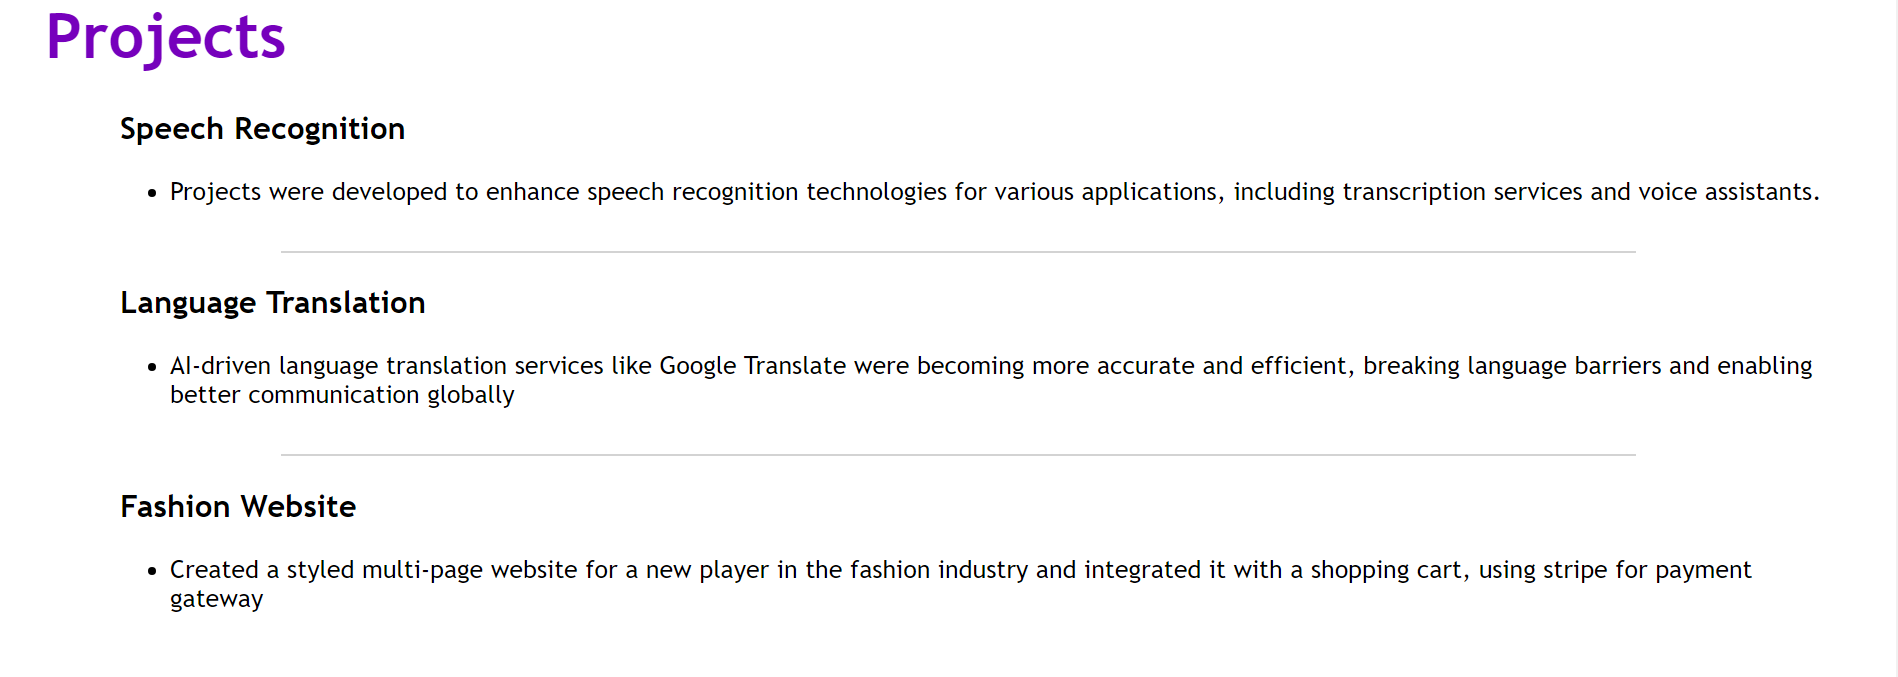 Projects
Speech Recognition
• Projects were developed to enhance speech recognition technologies for various applications, including transcription services and voice assistants.
Language Translation
• AI-driven language translation services like Google Translate were becoming more accurate and efficient, breaking language barriers and enabling
better communication globally
Fashion Website
• Created a styled multi-page website for a new player in the fashion industry and integrated it with a shopping cart, using stripe for payment
gateway